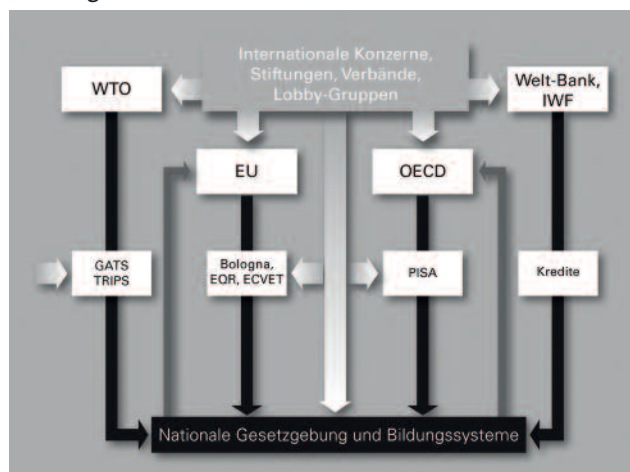 Internationale Konzerne,
Stiftungen, Verbände,
Lobby-Gruppen
WTO
Welt-Bank,
IWF
EU
OECD
GATS
TRIPS
Bologna,
EQR, ECVET
PISA
Kredite
Nationale Gesetzgebung und Bildungssysteme